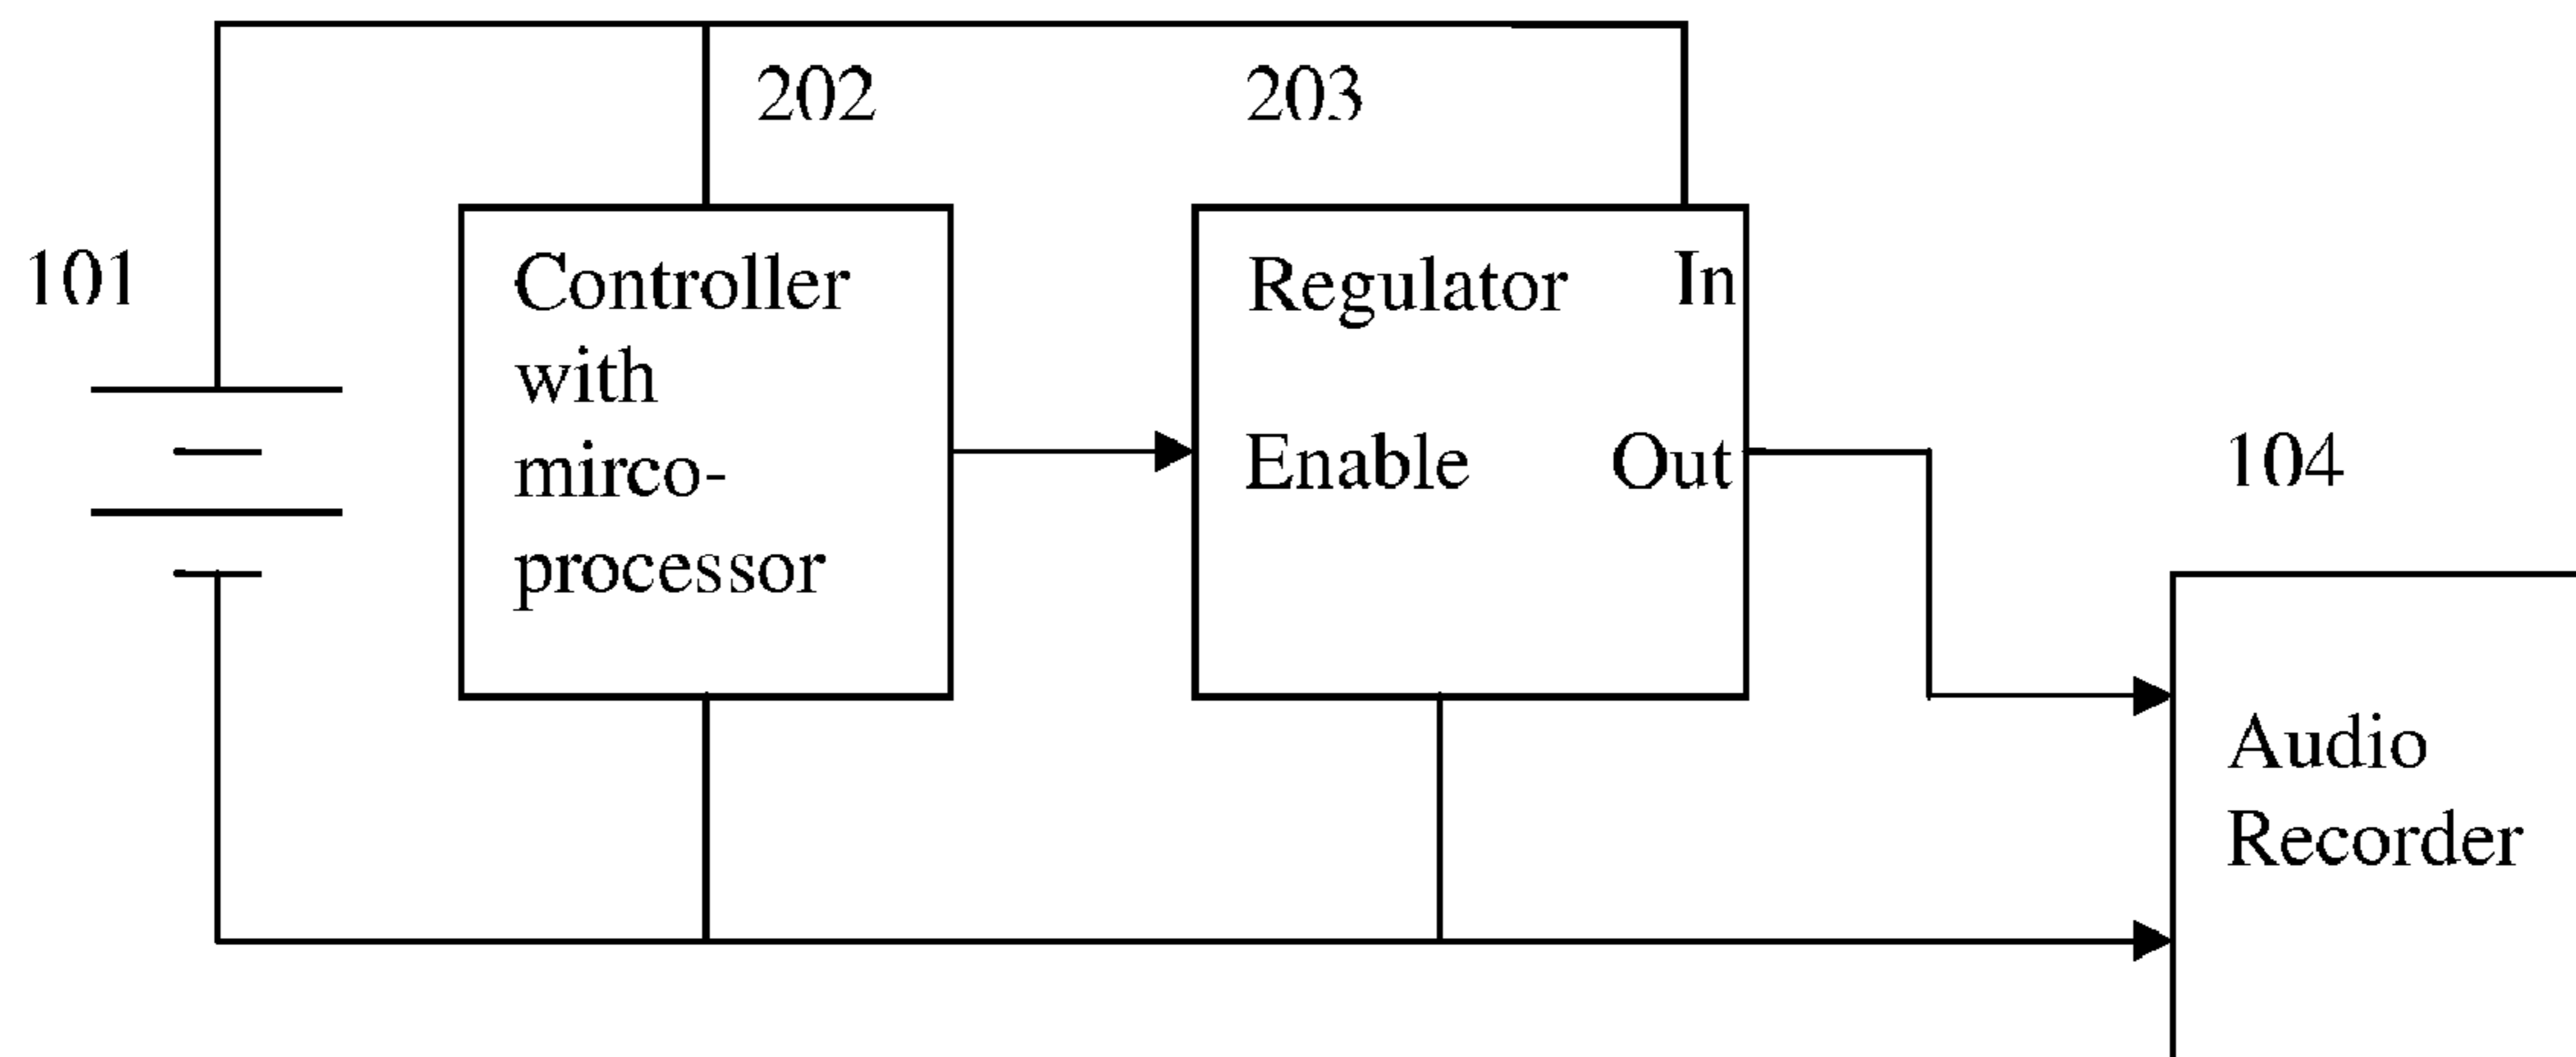 202
203
101
Controller
with
mirco-
processor
Regulator
In
Enable
Out
104
Audio
Recorder